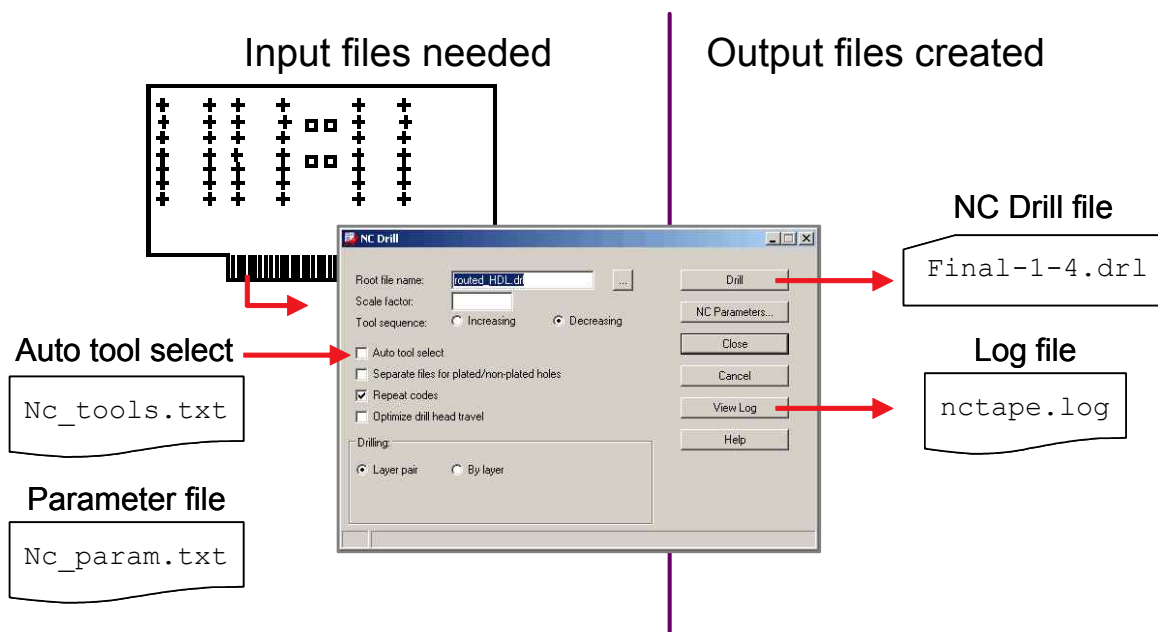 Input files needed
Output files created
NC Drill
Root file name:
routed_HDL.drl
...
Drill
Scale factor:
Tool sequence:
Increasing
Decreasing
NC Parameters...
Auto tool select
Close
Separate files for plated/non-plated holes
Cancel
Repeat codes
Optimize drill head travel
View Log
Help
Drilling:
Layer pair
By layer
Auto tool select
Nc_tools.txt
Parameter file
Nc_param.txt
NC Drill file
Final-1-4.drl
Log file
nctape.log